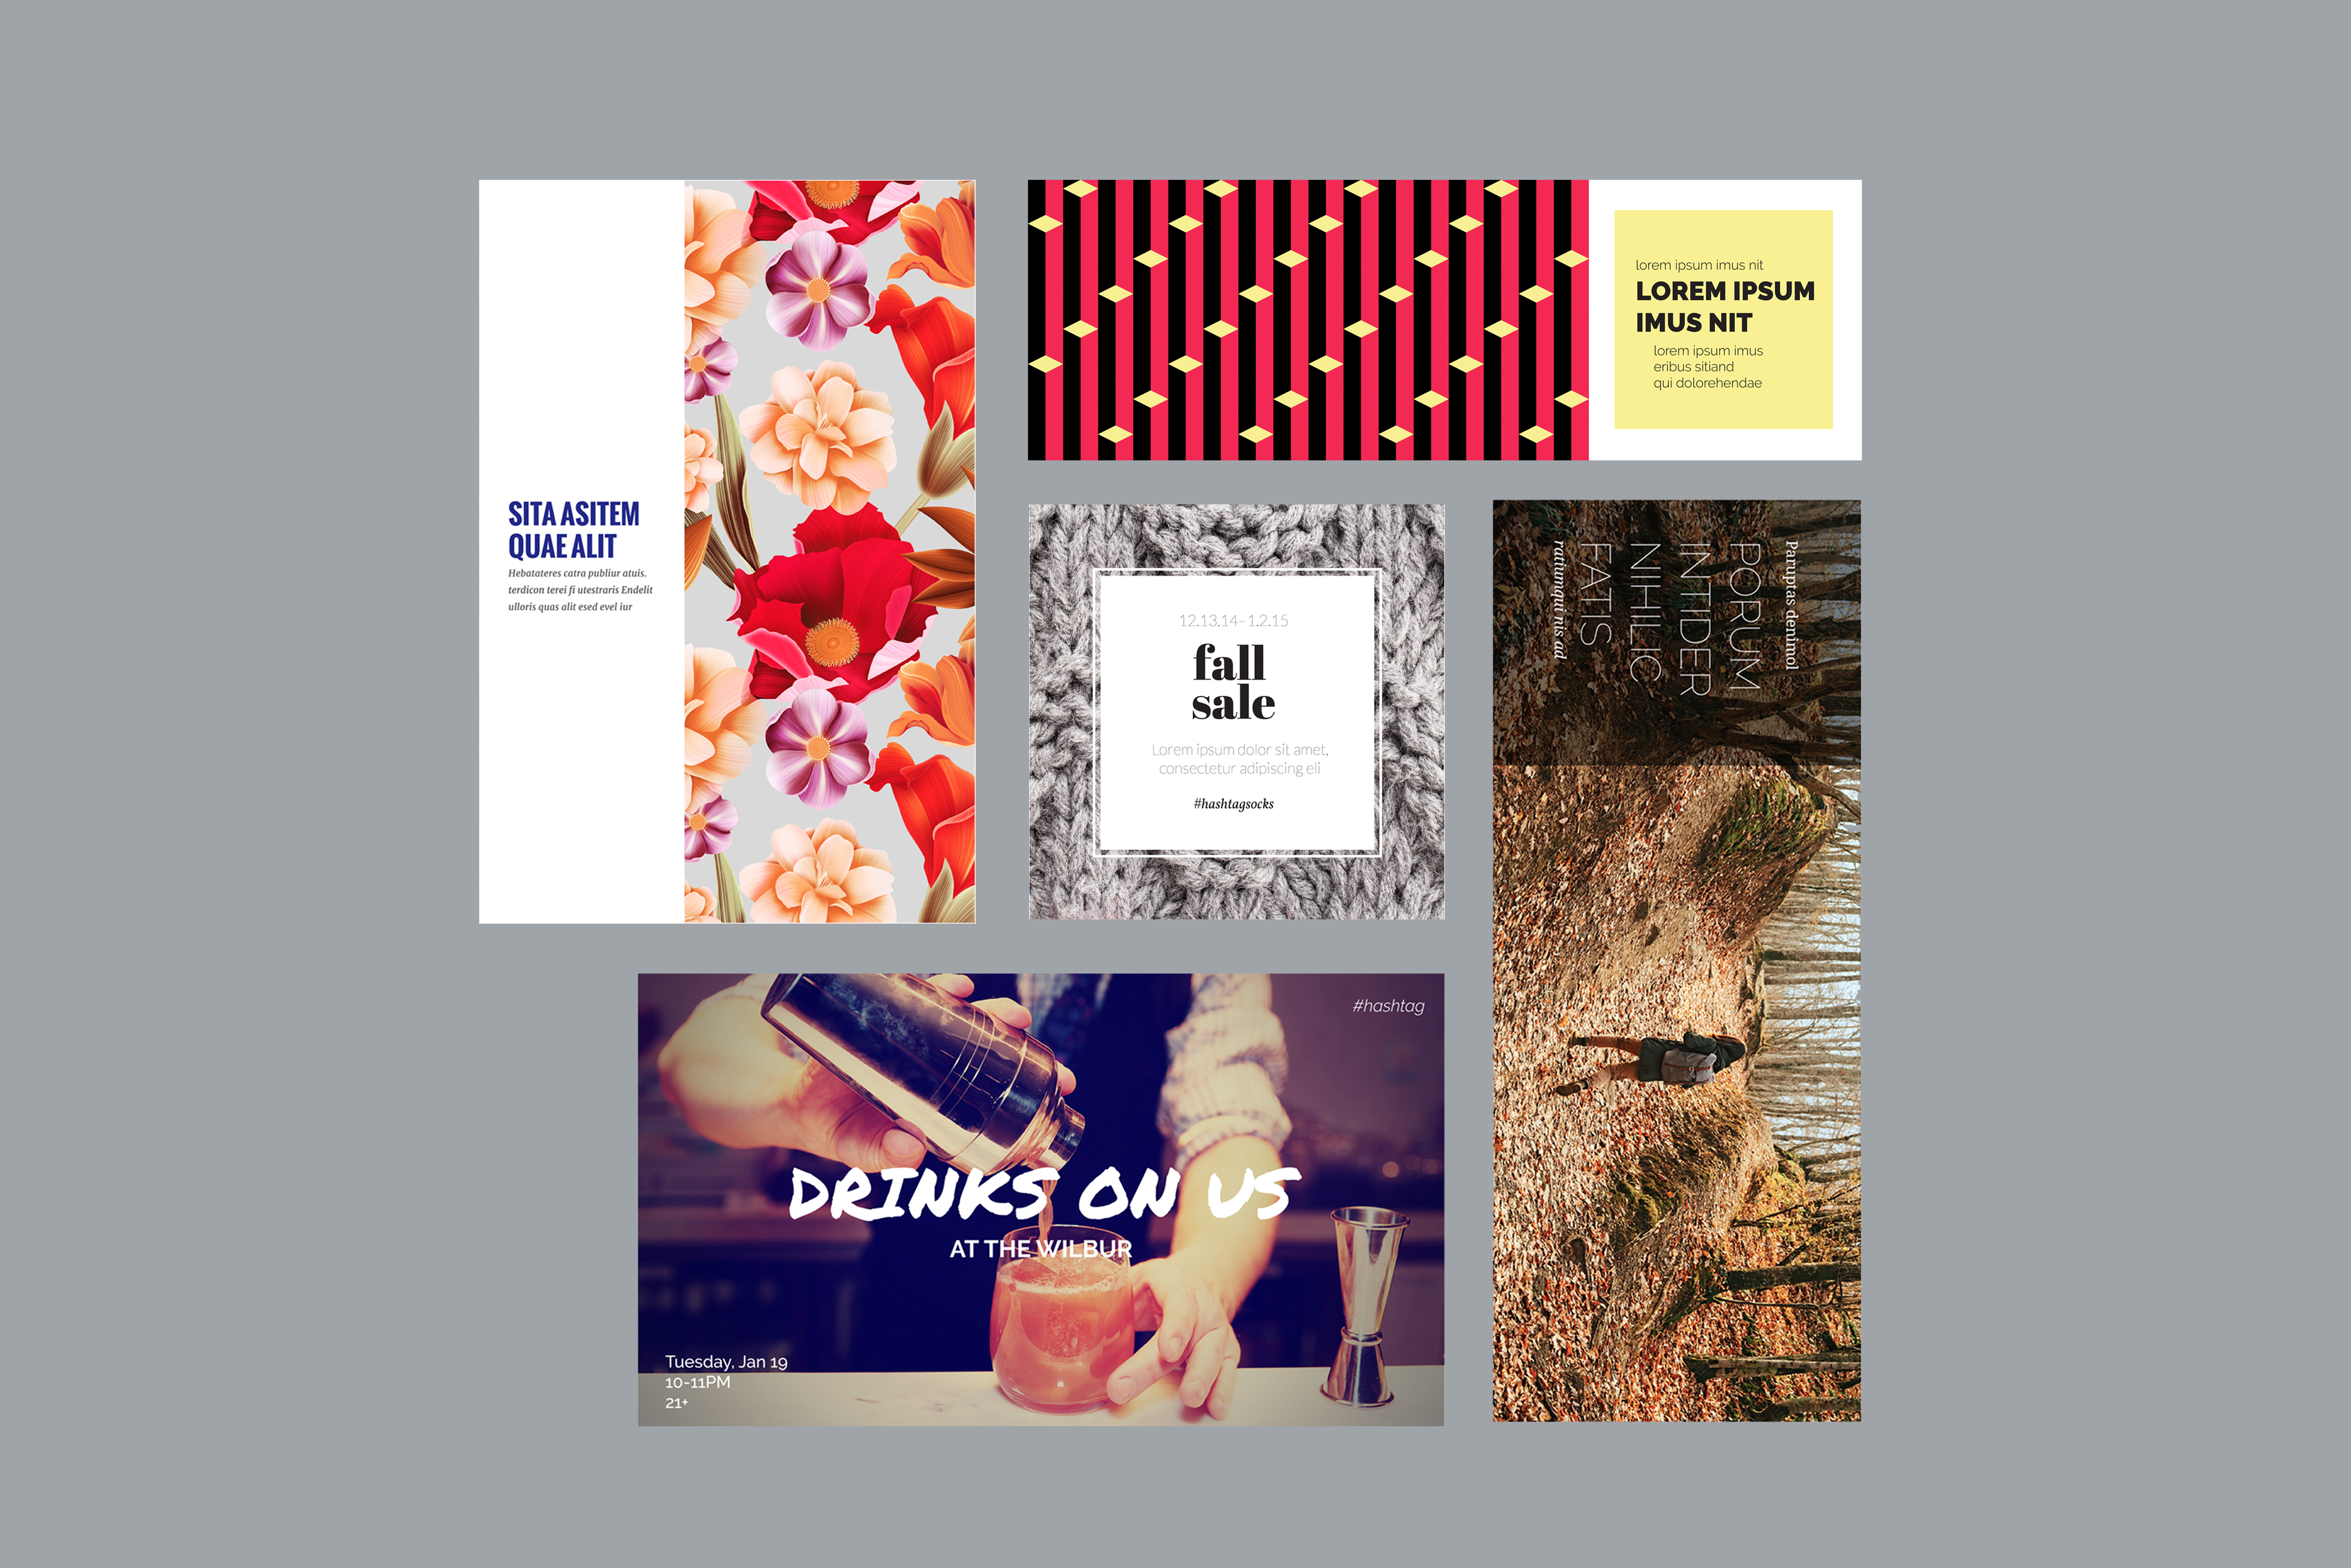 SITA ASITEM
QUAE ALIT
Hebatateres catra publiur atuis.
terdicon terei fi utestraris Endelit
ulloris quas alit esed evel iur
lorem ipsum imus nit
LOREM IPSUM
IMUS NIT
lorem ipsum imus
eribus sitiand
qui dolorehendae
12.13.14–1.2.15
fall
sale
Lorem ipsum dolor sit amet,
consectetur adipiscing eli
#hashtagsocks
Paruptas denimol
PORUM
INTIDER
NIHILIC
FATIS
ratiumqui nis ad
#hashtag
DRINKS ON US
AT THE WILBUR
Tuesday, Jan 19
10-11PM
21+